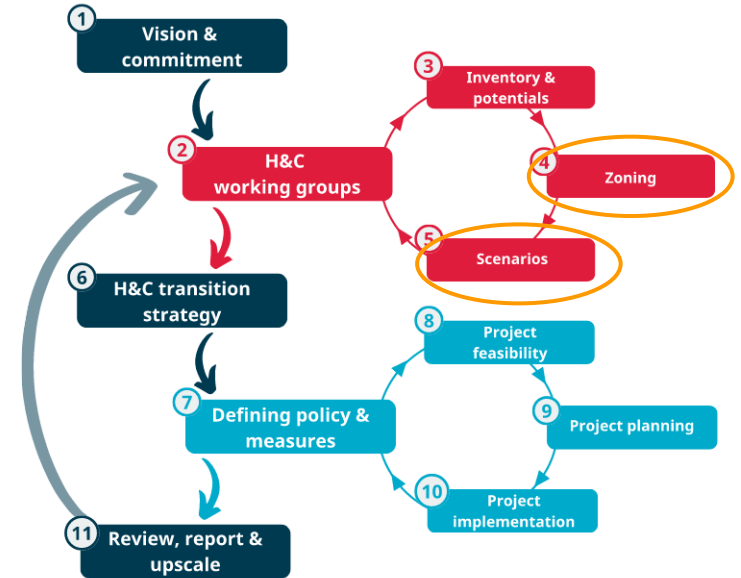 1
Vision &
commitment
2
H&C
working groups
3
Inventory &
potentials
4
Zoning
5
Scenarios
6
H&C transition
strategy
7
Defining policy &
measures
8
Project
feasibility
9
Project planning
10
Project
implementation
11
Review, report &
upscale